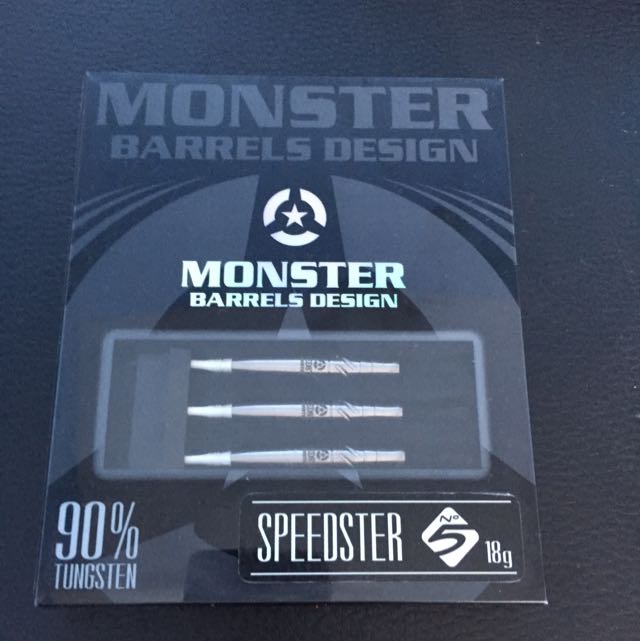 MONSTER
BARRELS DESIGN
MONSTER
BARRELS DESIGN
90%
TUNGSTEN
SPEEDSTER
No 5
18g